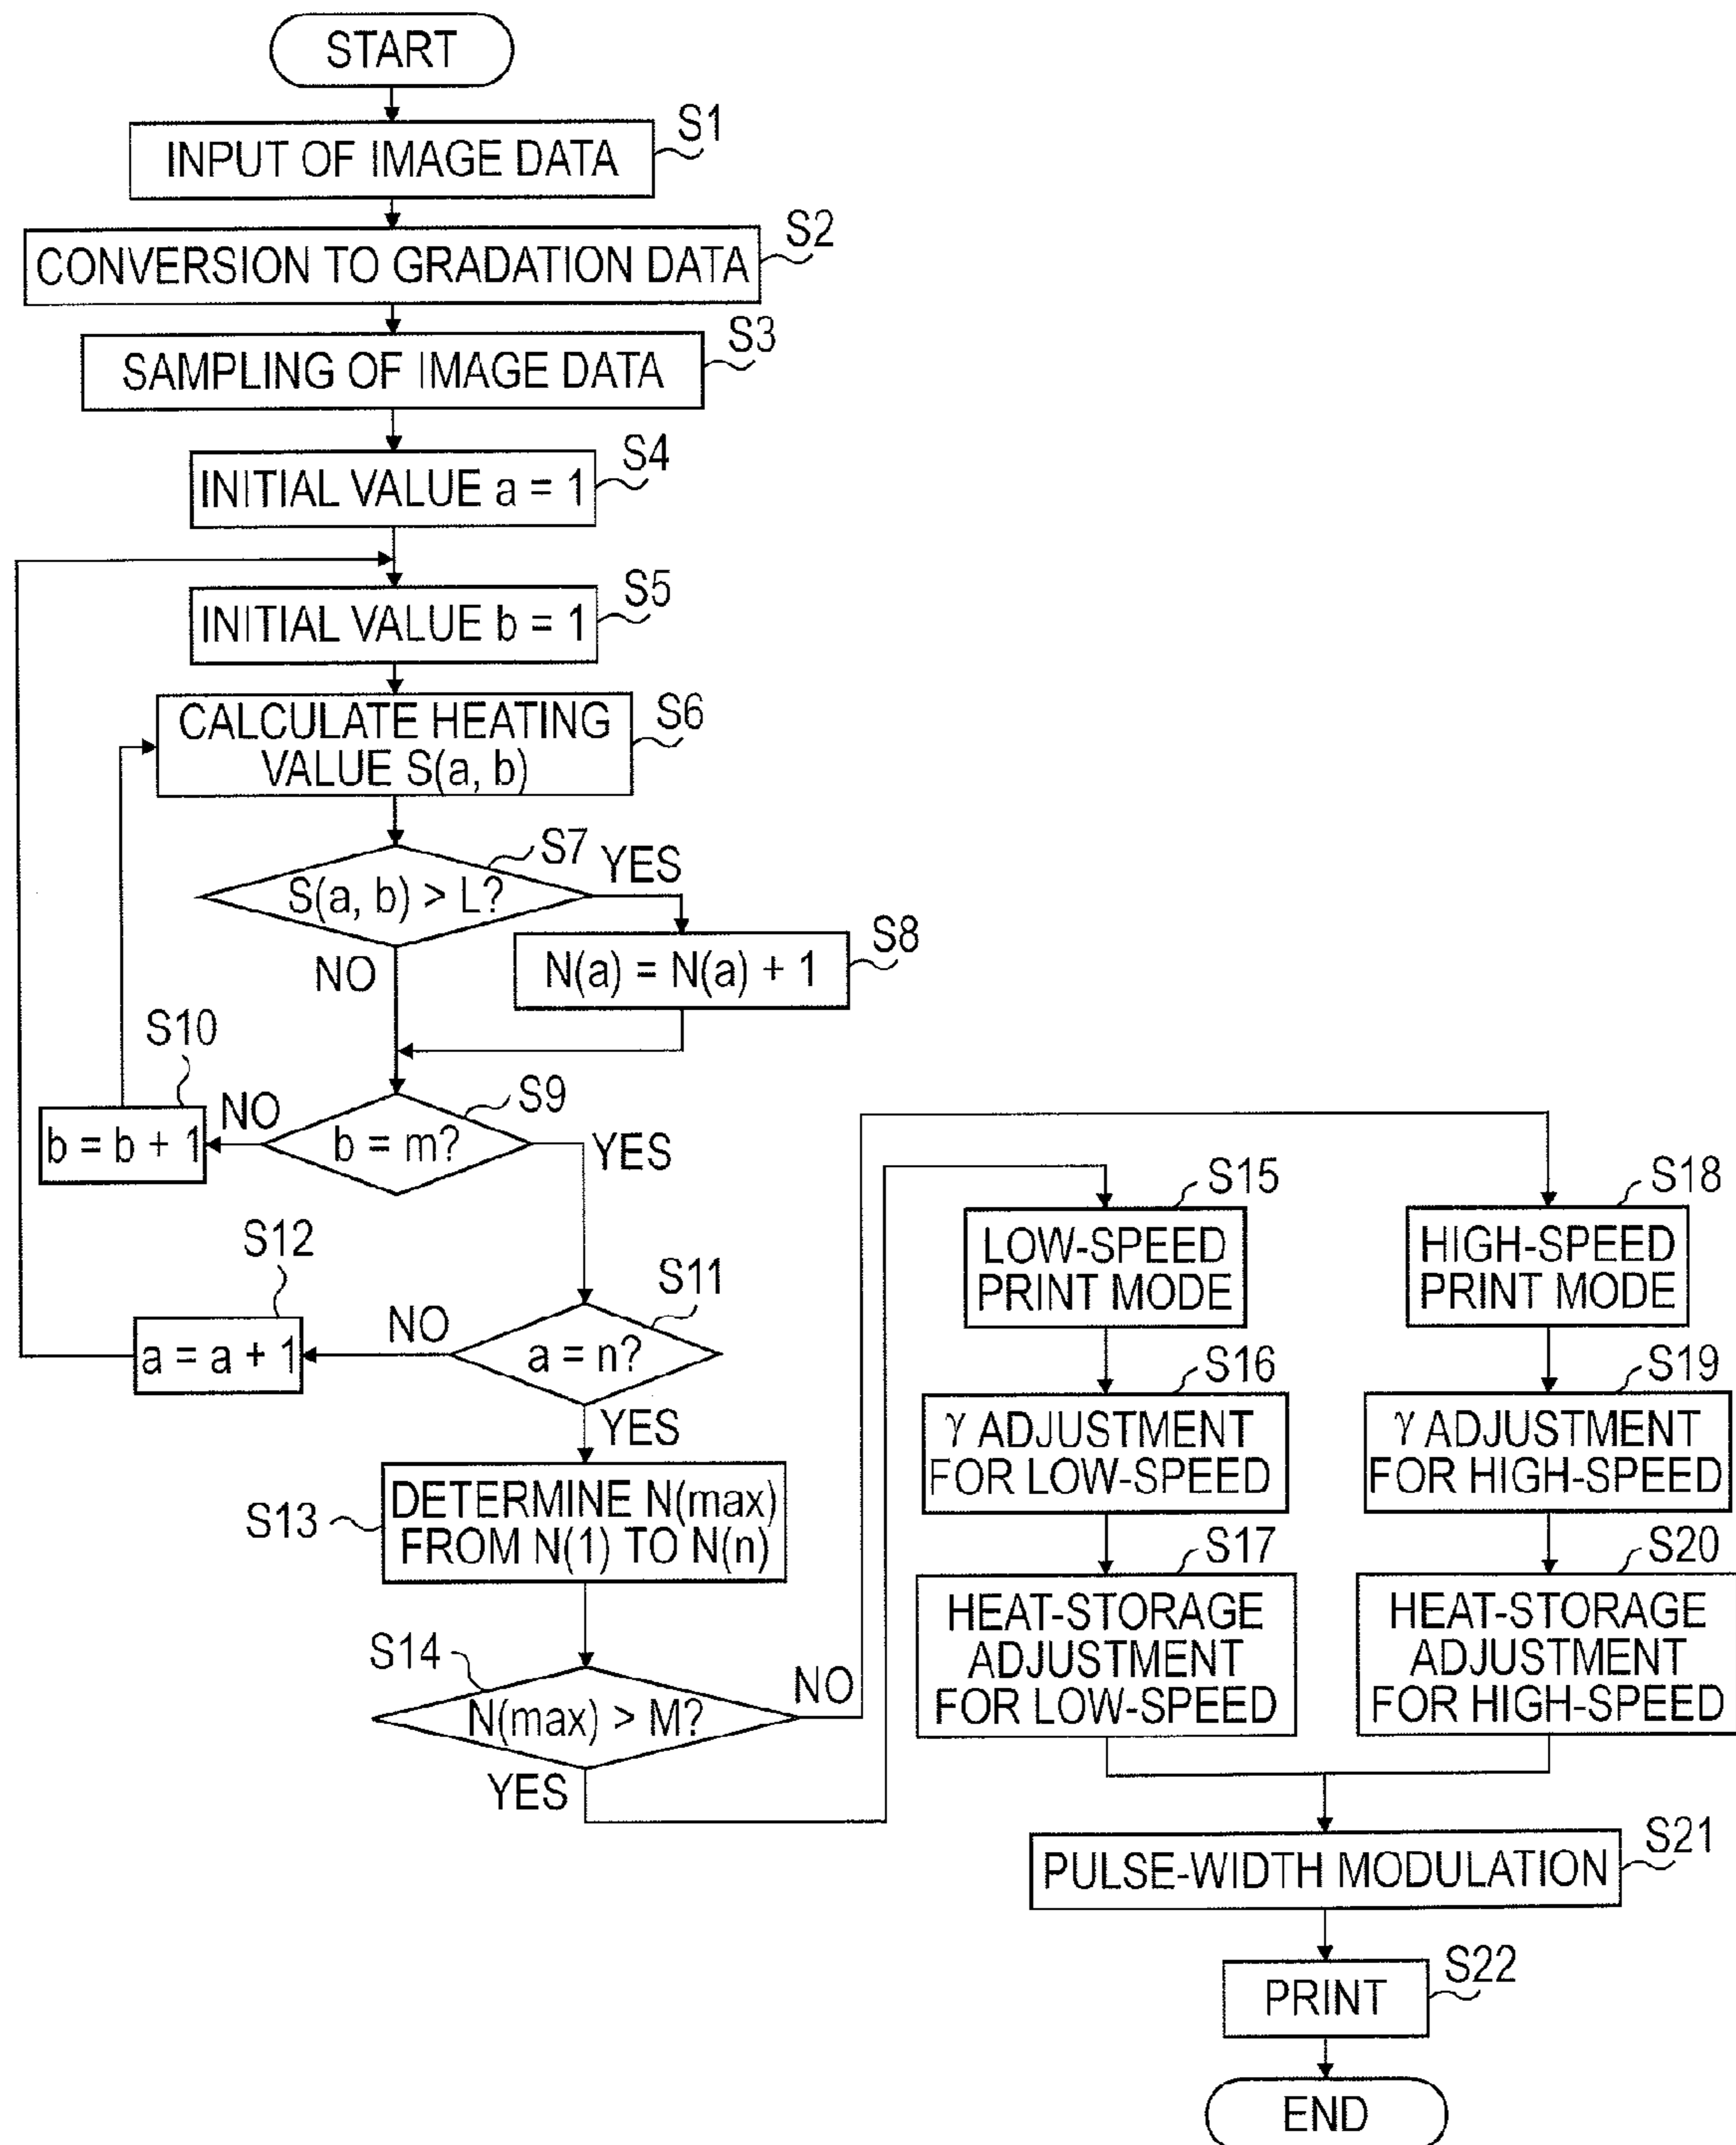 START
INPUT OF IMAGE DATA
S1
CONVERSION TO GRADATION DATA
S2
SAMPLING OF IMAGE DATA
S3
INITIAL VALUE a = 1
S4
INITIAL VALUE b = 1
S5
CALCULATE HEATING
VALUE S(a, b)
S6
S(a, b) > L?
S7
YES
NO
N(a) = N(a) + 1
S8
b = m?
S9
NO
YES
S10
b = b + 1
a = n?
S11
NO
YES
S12
a = a + 1
S13
DETERMINE N(max)
FROM N(1) TO N(n)
S14
N(max) > M?
NO
YES
S15
LOW-SPEED
PRINT MODE
S16
γ ADJUSTMENT
FOR LOW-SPEED
S17
HEAT-STORAGE
ADJUSTMENT
FOR LOW-SPEED
S18
HIGH-SPEED
PRINT MODE
S19
γ ADJUSTMENT
FOR HIGH-SPEED
S20
HEAT-STORAGE
ADJUSTMENT
FOR HIGH-SPEED
PULSE-WIDTH MODULATION
S21
PRINT
S22
END